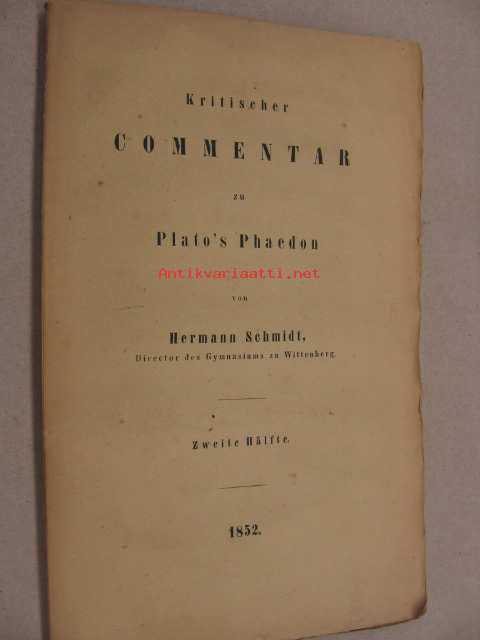 Kritischer
COMMENTAR
zu
Plato's Phaedon
Antikvariaatti.net
von
Hermann Schmidt,
Director des Gymnasiums zu Wittenberg.
Zweite Hälfte.
1852.